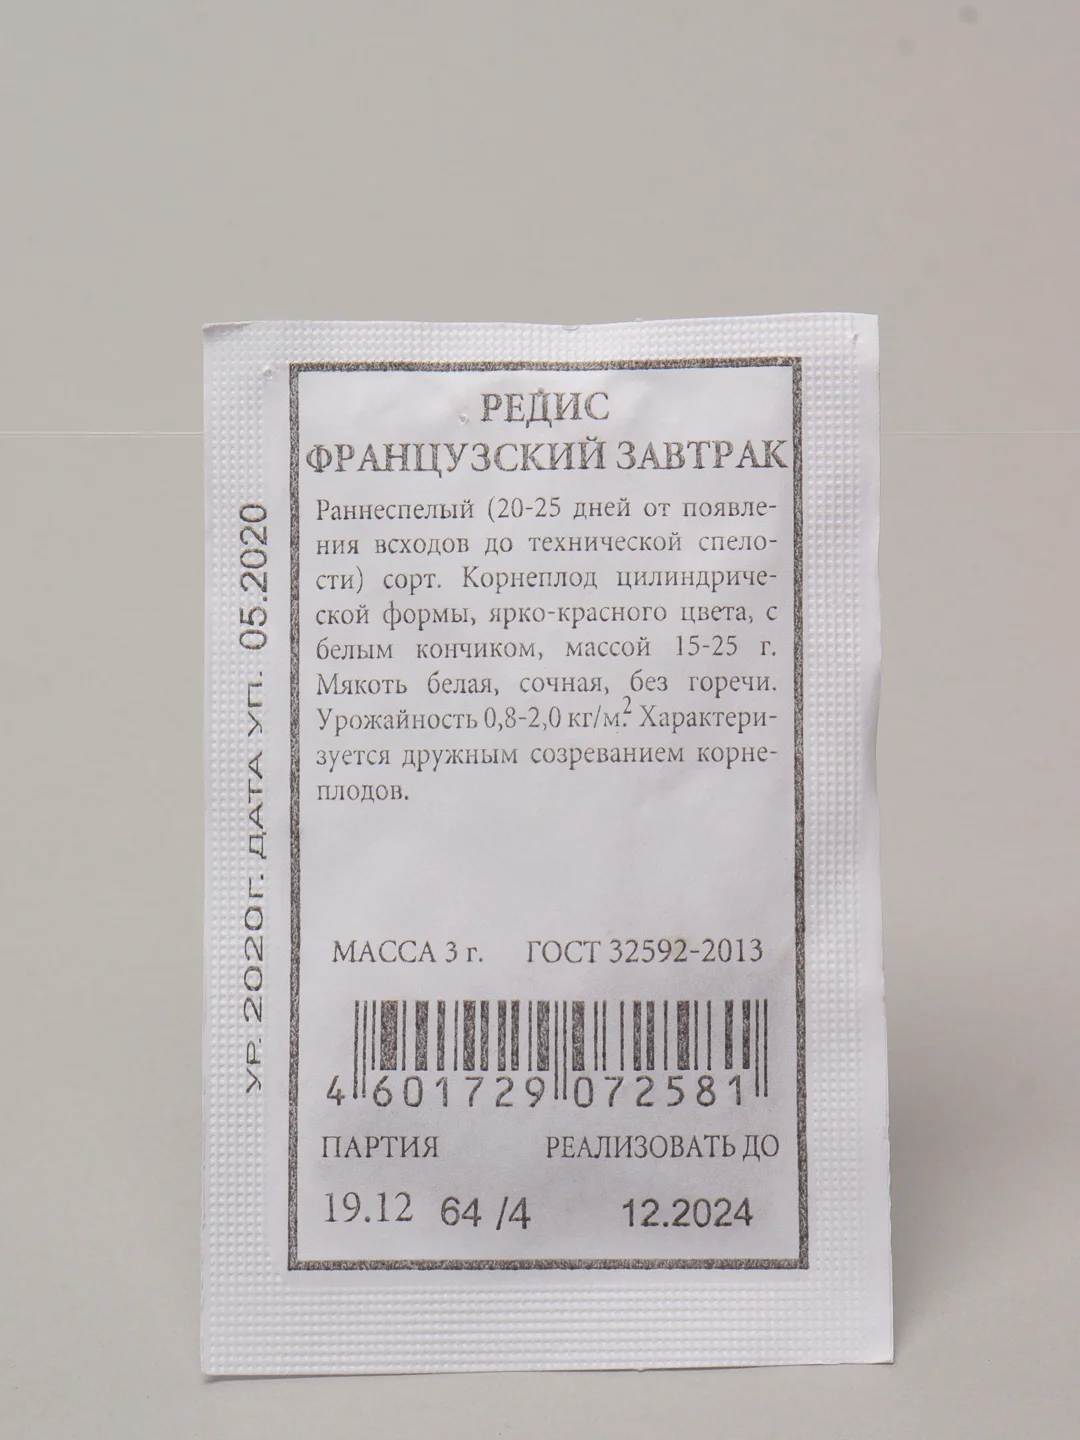 РЕДИС
ФРАНЦУЗСКИЙ ЗАВТРАК
Раннеспелый (20-25 дней от появле-
ния всходов до технической спело-
сти) сорт. Корнеплод цилиндриче-
ской формы, ярко-красного цвета, с
белым кончиком, массой 15-25 г.
Мякоть белая, сочная, без горечи.
Урожайность 0,8-2,0 кг/м.² Характери-
зуется дружным созреванием корне-
плодов.
МАССА 3 г. ГОСТ 32592-2013
4 601729 072581
ПАРТИЯ РЕАЛИЗОВАТЬ ДО
19.12 64 /4 12.2024
УР. 2020 г. ДАТА УП. 05.2020